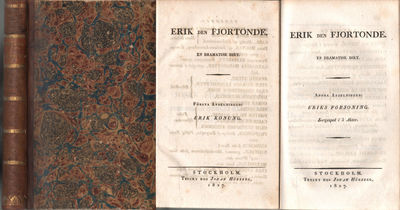 ERIK DEN FJORTONDE.
EN DRAMATISK DIKT.
FÖRSTA AFDELNINGEN:
ERIK KONUNG.
STOCKHOLM.
TRYCKT HOS JOHAN HÖRBERG,
1827.
ERIK DEN FJORTONDE.
EN DRAMATISK DIKT.
ANDRA AFDELNINGEN:
ERIKS FÖRSONING.
Sorgespel i 5 Akter.
STOCKHOLM.
TRYCKT HOS JOHAN HÖRBERG,
1827.